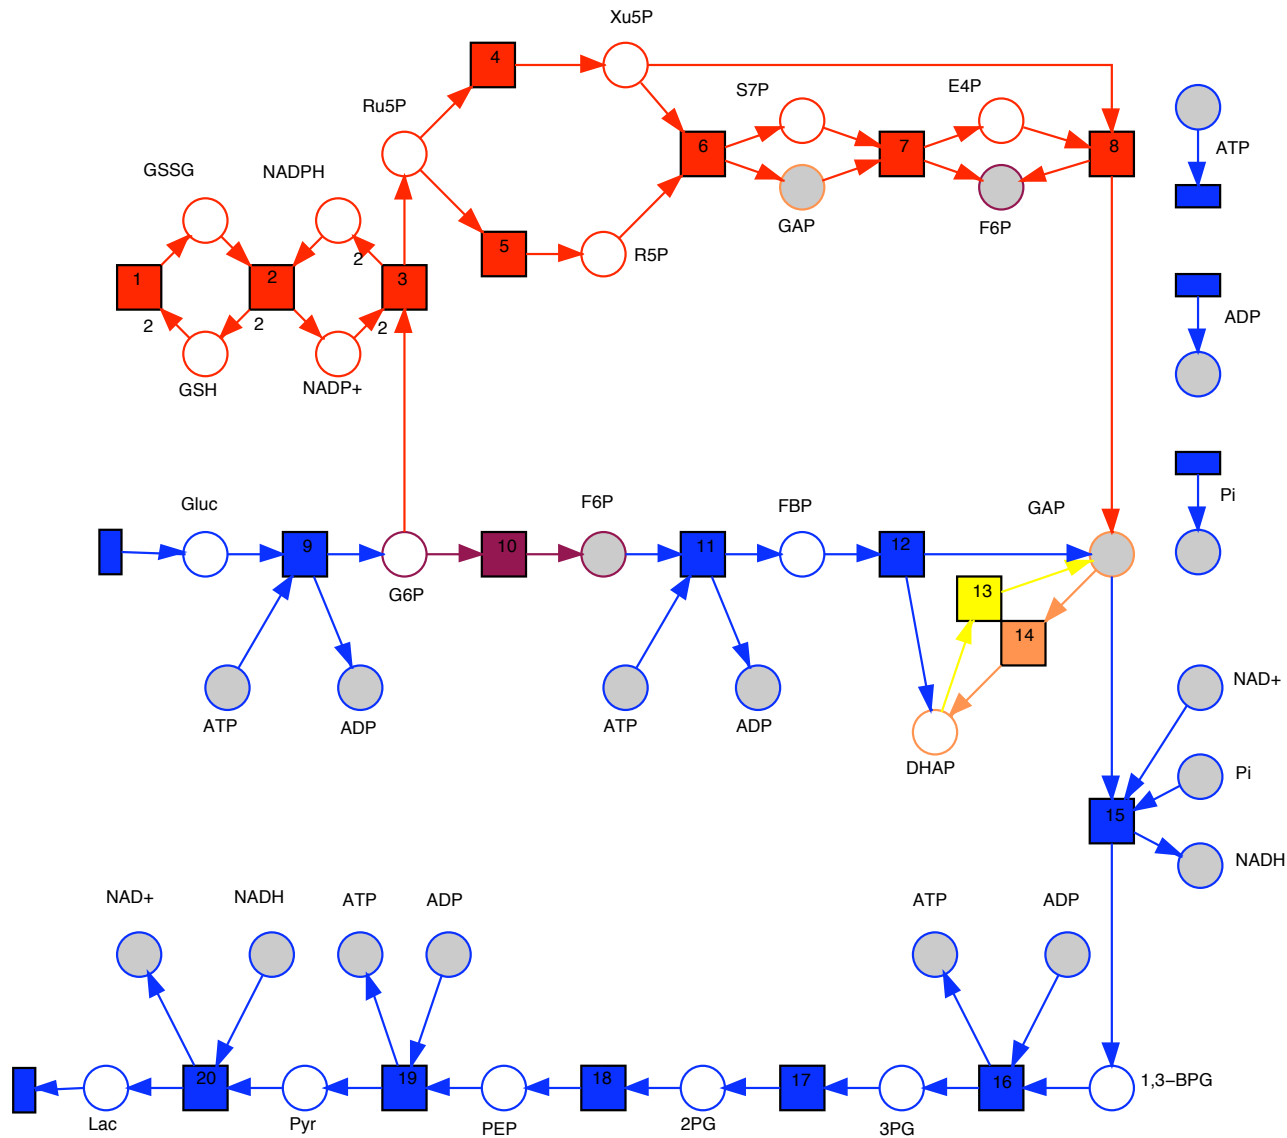 Xu5P
4
S7P
E4P
Ru5P
6
7
8
ATP
GSSG
NADPH
GAP
F6P
5
R5P
2
1
2
3
ADP
2
2
2
GSH
NADP+
Pi
Gluc
F6P
FBP
GAP
9
10
11
12
G6P
13
14
NAD+
ATP
ADP
ATP
ADP
DHAP
Pi
15
NADH
NAD+
NADH
ATP
ADP
ATP
ADP
20
19
18
17
16
1,3–BPG
Lac
Pyr
PEP
2PG
3PG